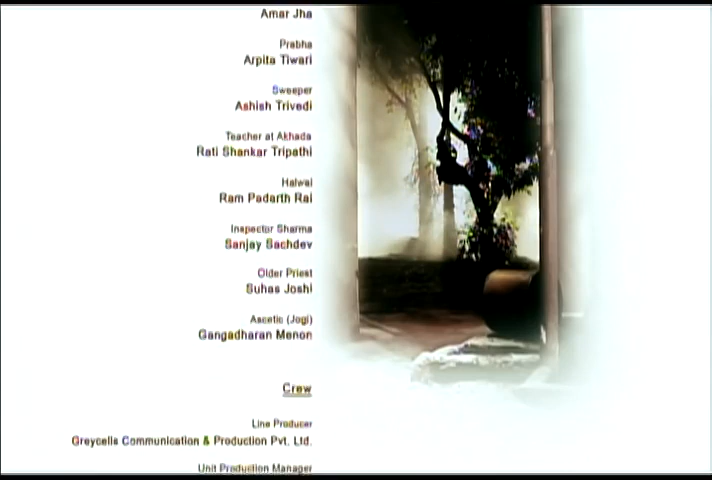 Amar Jha
Prabha
Arpita Tiwari
Sweeper
Ashish Trivedi
Teacher at Akhada
Rati Shankar Tripathi
Halwai
Ram Padarth Rai
Inspector Sharma
Sanjay Sachdev
Older Priest
Suhas Joshi
Ascetic (Jogi)
Gangadharan Menon
Crew
Line Producer
Greycells Communication & Production Pvt. Ltd.
Unit Production Manager